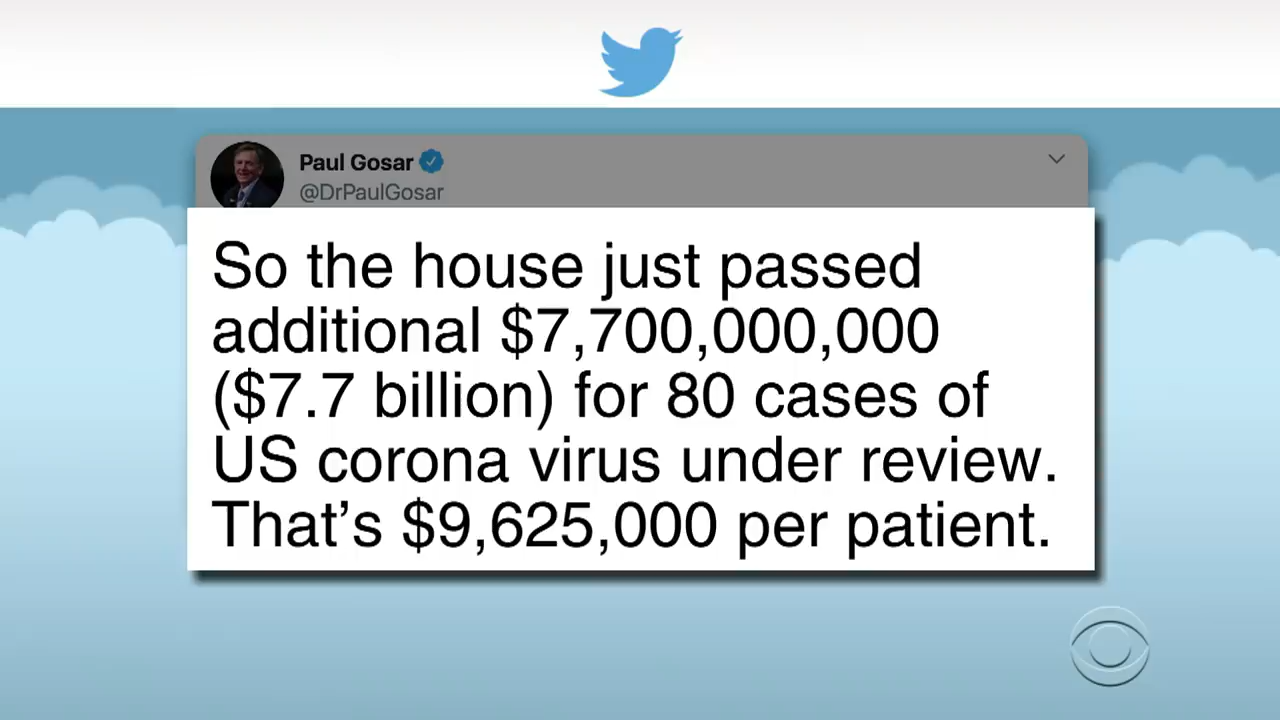 Paul Gosar
@DrPaulGosar
So the house just passed
additional $7,700,000,000
($7.7 billion) for 80 cases of
US corona virus under review.
That’s $9,625,000 per patient.